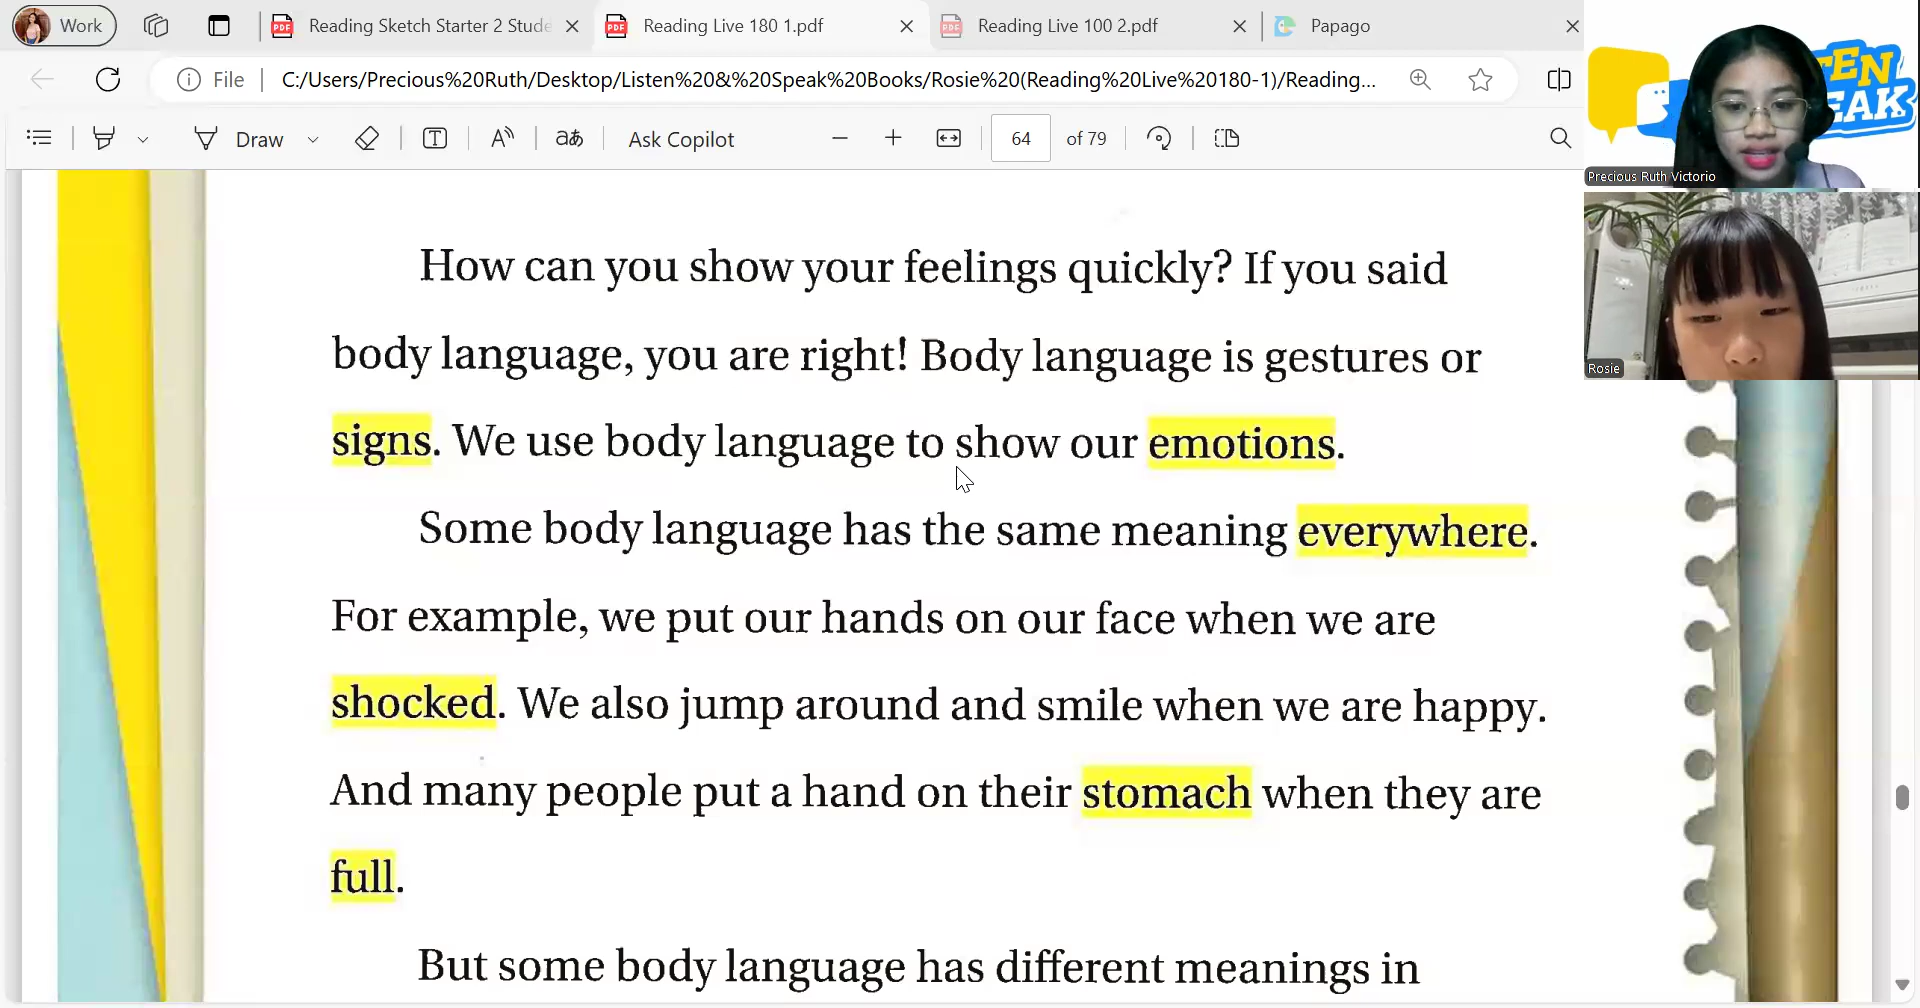 Work
Reading Sketch Starter 2 Stude
Reading Live 180 1.pdf
Reading Live 100 2.pdf
Papago
File
C:/Users/Precious%20Ruth/Desktop/Listen%20&%20Speak%20Books/Rosie%20(Reading%20Live%20180-1)/Reading...
Draw
Ask Copilot
64 of 79
How can you show your feelings quickly? If you said
body language, you are right! Body language is gestures or
signs. We use body language to show our emotions.
Some body language has the same meaning everywhere.
For example, we put our hands on our face when we are
shocked. We also jump around and smile when we are happy.
And many people put a hand on their stomach when they are
full.
But some body language has different meanings in
TEN
EAK
Precious Ruth Victorio
Rosie